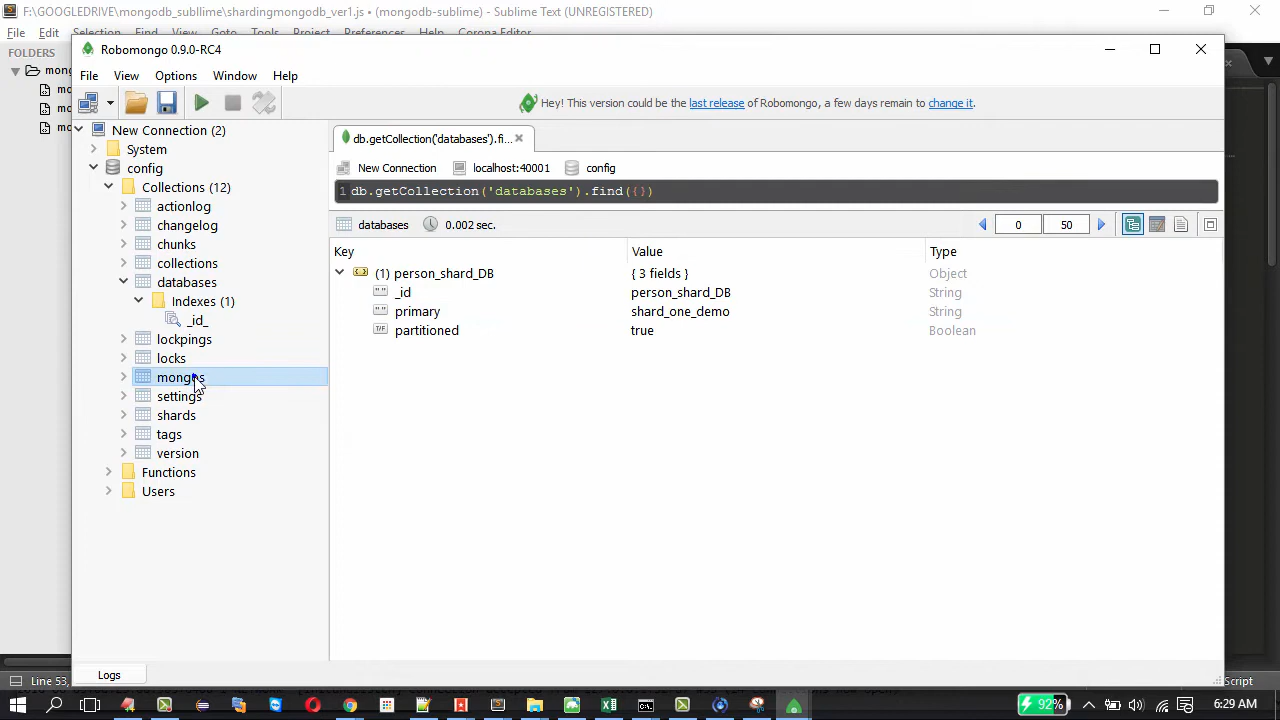 F:\GOOGLEDRIVE\mongodb_subllime\shardingmongodb_ver1.js • (mongodb-sublime) - Sublime Text (UNREGISTERED)
File Edit Selection Find View Goto Tools Project Preferences Help Corona Editor
FOLDERS
Robomongo 0.9.0-RC4
File View Options Window Help
Hey! This version could be the last release of Robomongo, a few days remain to change it.
New Connection (2)
System
config
Collections (12)
actionlog
changelog
chunks
collections
databases
Indexes (1)
_id_
lockpings
locks
mongos
settings
shards
tags
version
Functions
Users
db.getCollection('databases').fi...
New Connection localhost:40001 config
1 db.getCollection('databases').find({})
databases 0.002 sec. 0 50
Key Value Type
(1) person_shard_DB { 3 fields } Object
_id person_shard_DB String
primary shard_one_demo String
partitioned true Boolean
Logs
Line 53,
Script
92% 6:29 AM